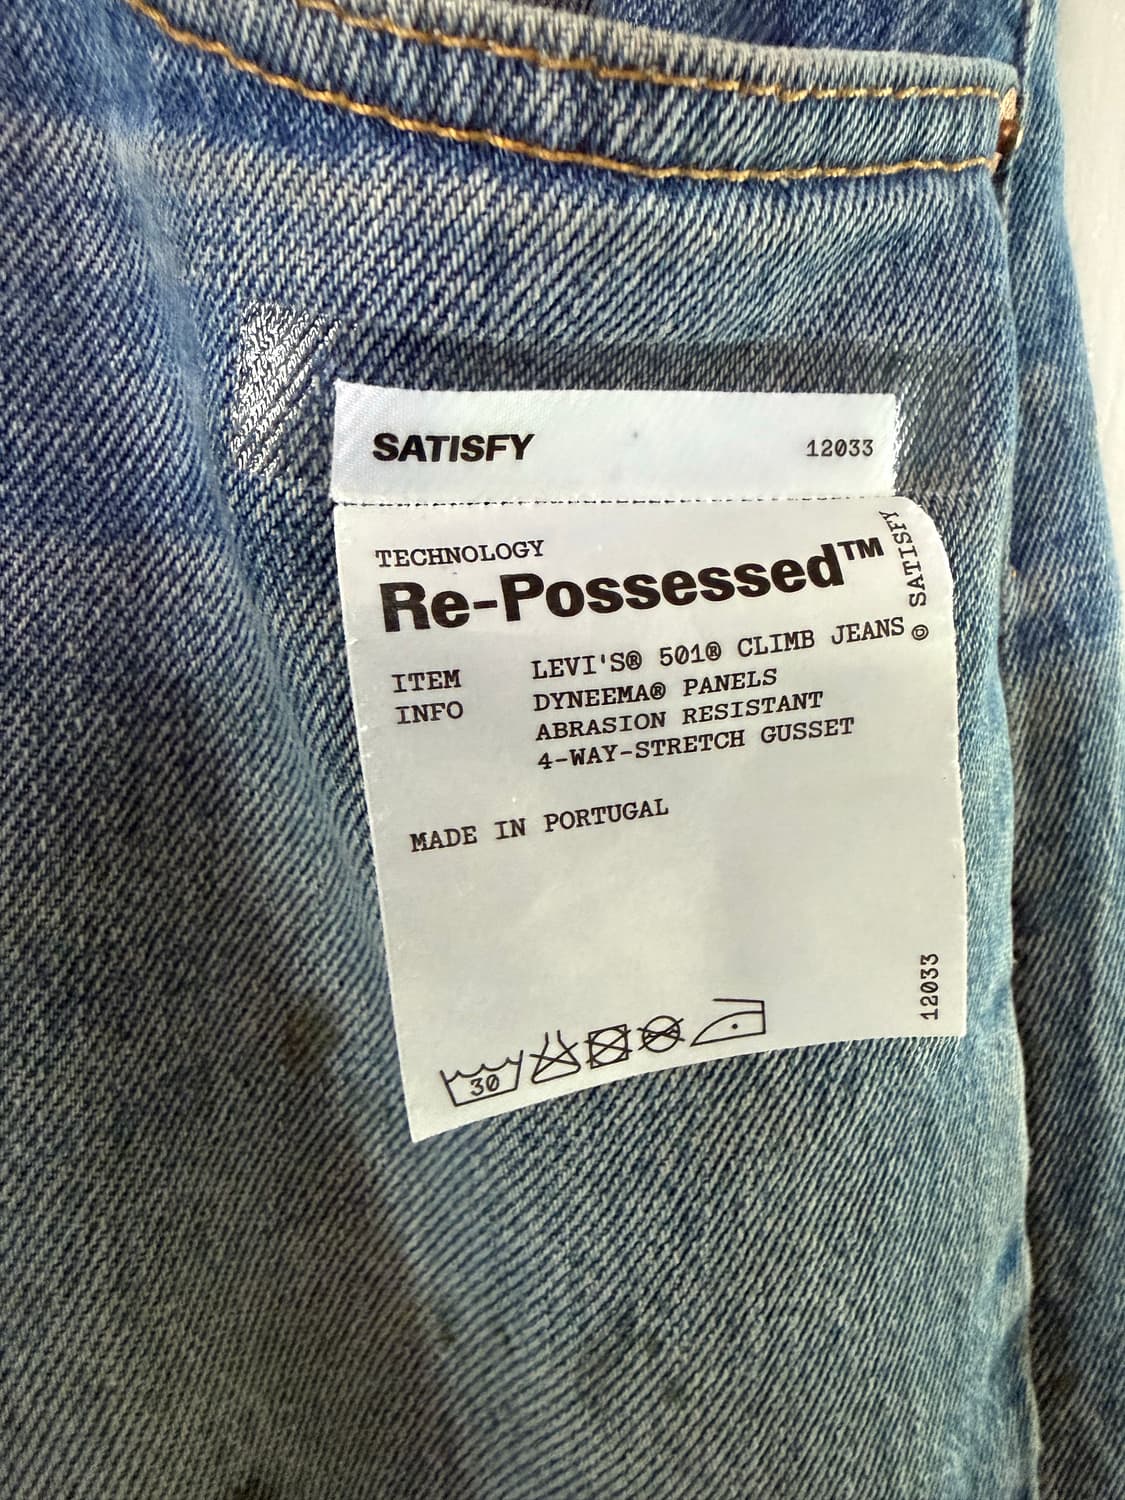 SATISFY 12033
TECHNOLOGY
Re-Possessed™
ITEM LEVI'S® 501® CLIMB JEANS
INFO DYNEEMA® PANELS
ABRASION RESISTANT
4-WAY-STRETCH GUSSET
MADE IN PORTUGAL
© SATISFY
12033
30